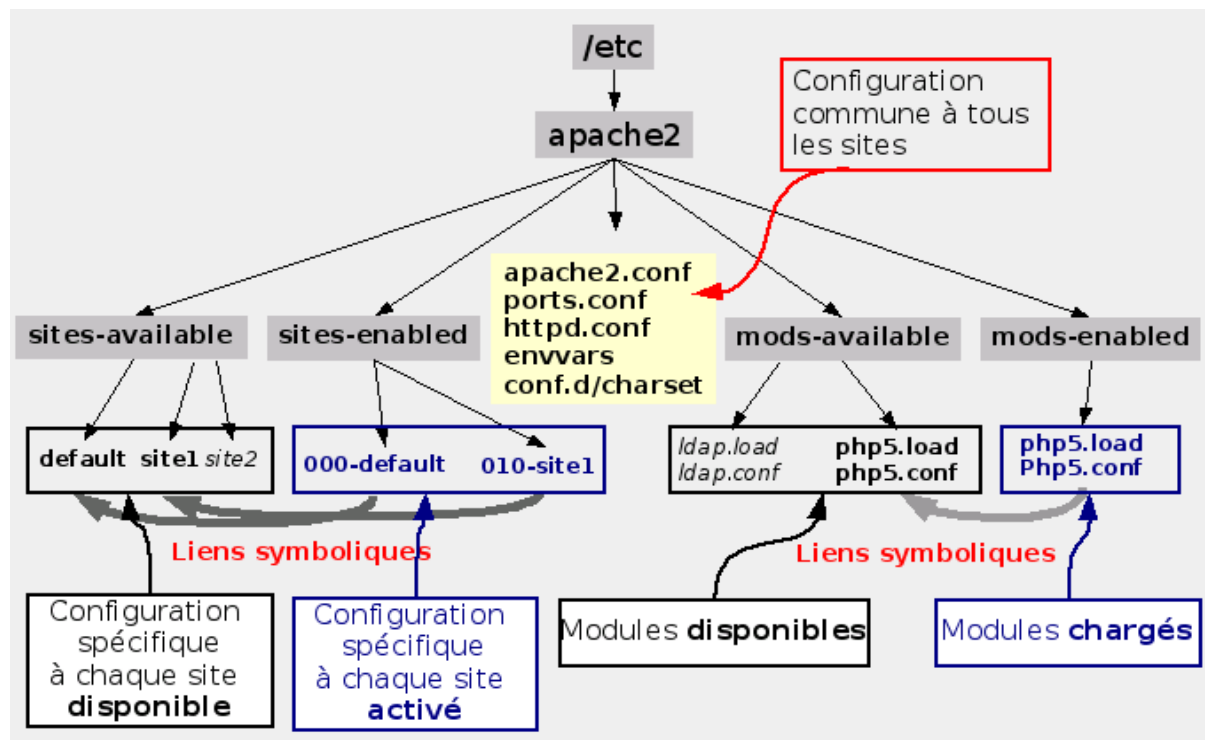 /etc
Configuration
commune à tous
les sites
apache2
apache2.conf
ports.conf
httpd.conf
envvars
conf.d/charset
sites-available
sites-enabled
mods-available
mods-enabled
default site1 site2
000-default 010-site1
ldap.load php5.load
ldap.conf php5.conf
php5.load
Php5.conf
Liens symboliques
Liens symboliques
Configuration
spécifique
à chaque site
disponible
Configuration
spécifique
à chaque site
activé
Modules disponibles
Modules chargés